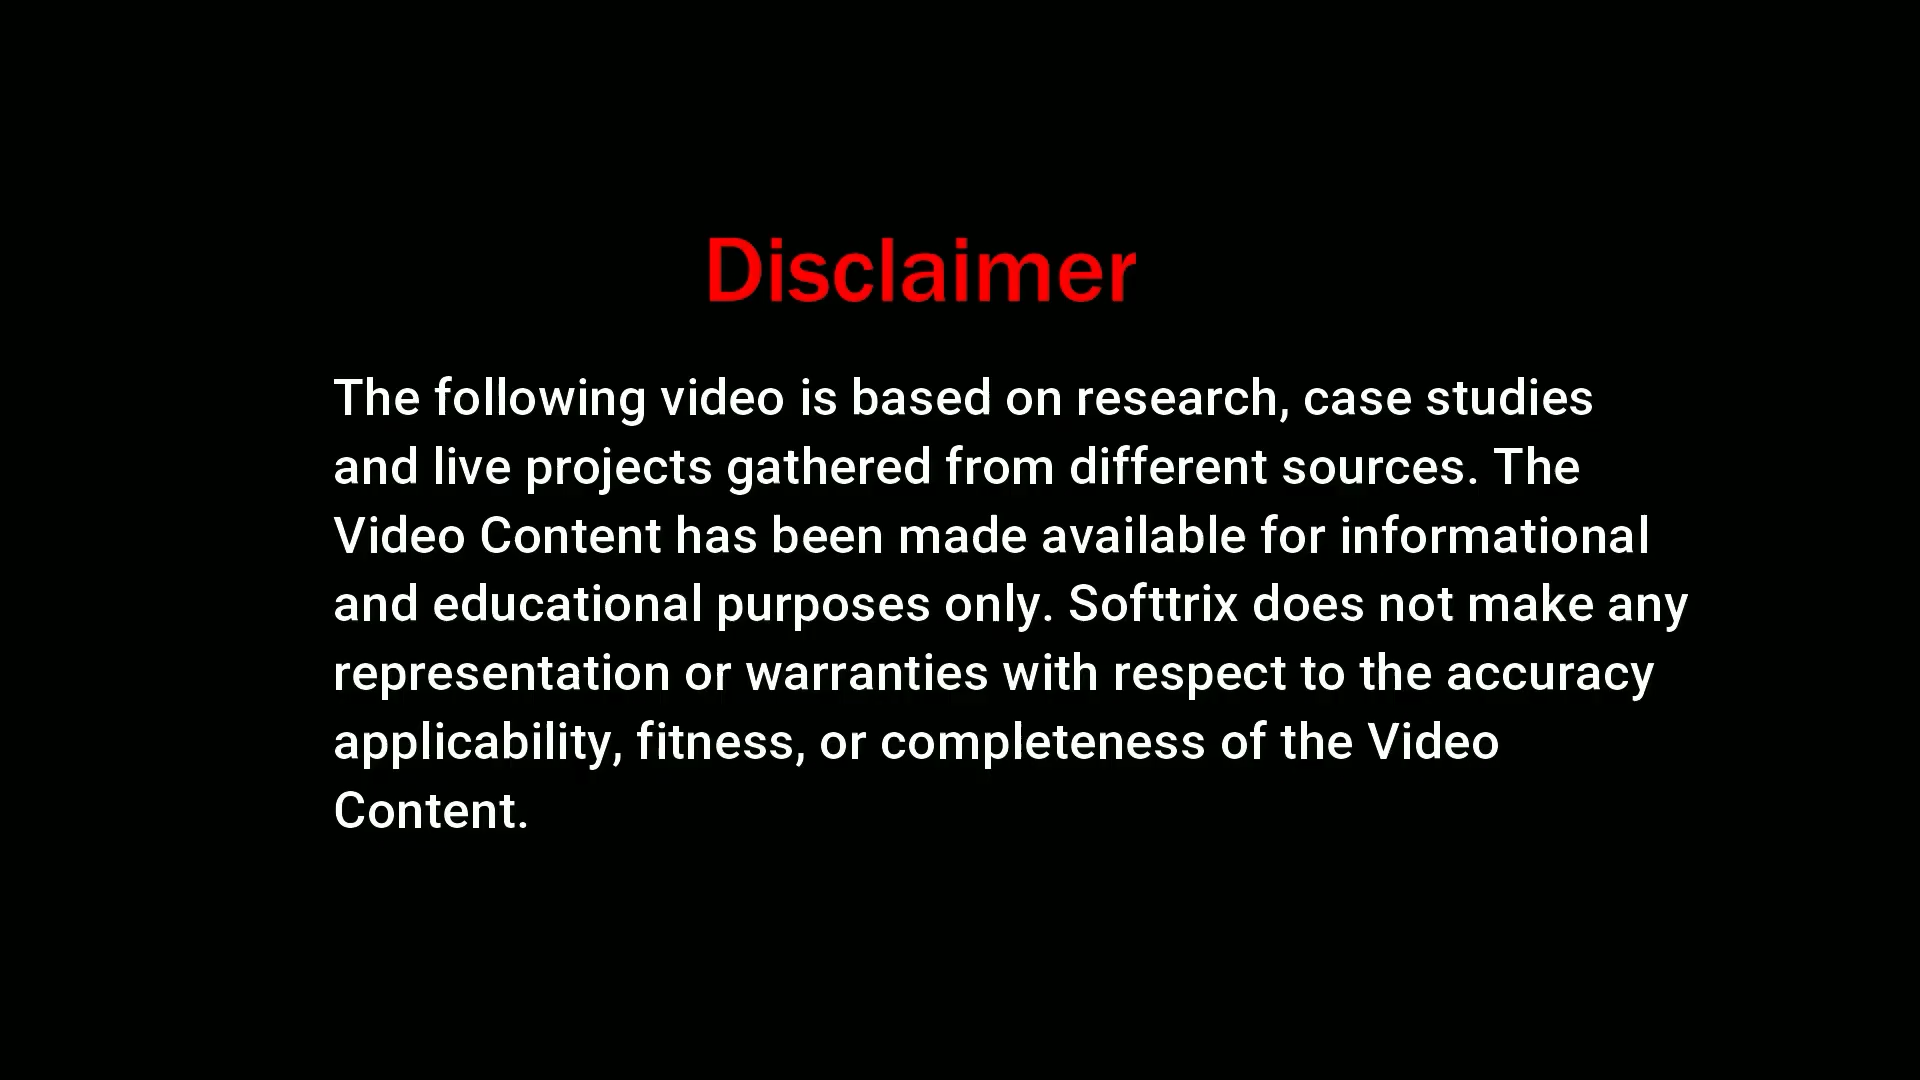 Disclaimer
The following video is based on research, case studies
and live projects gathered from different sources. The
Video Content has been made available for informational
and educational purposes only. Softtrix does not make any
representation or warranties with respect to the accuracy
applicability, fitness, or completeness of the Video
Content.